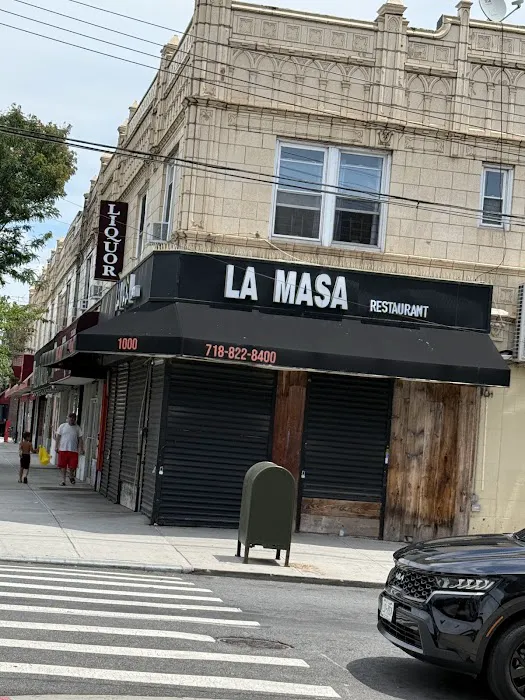 LIQUOR
LA MASA RESTAURANT
1000
718-822-8400